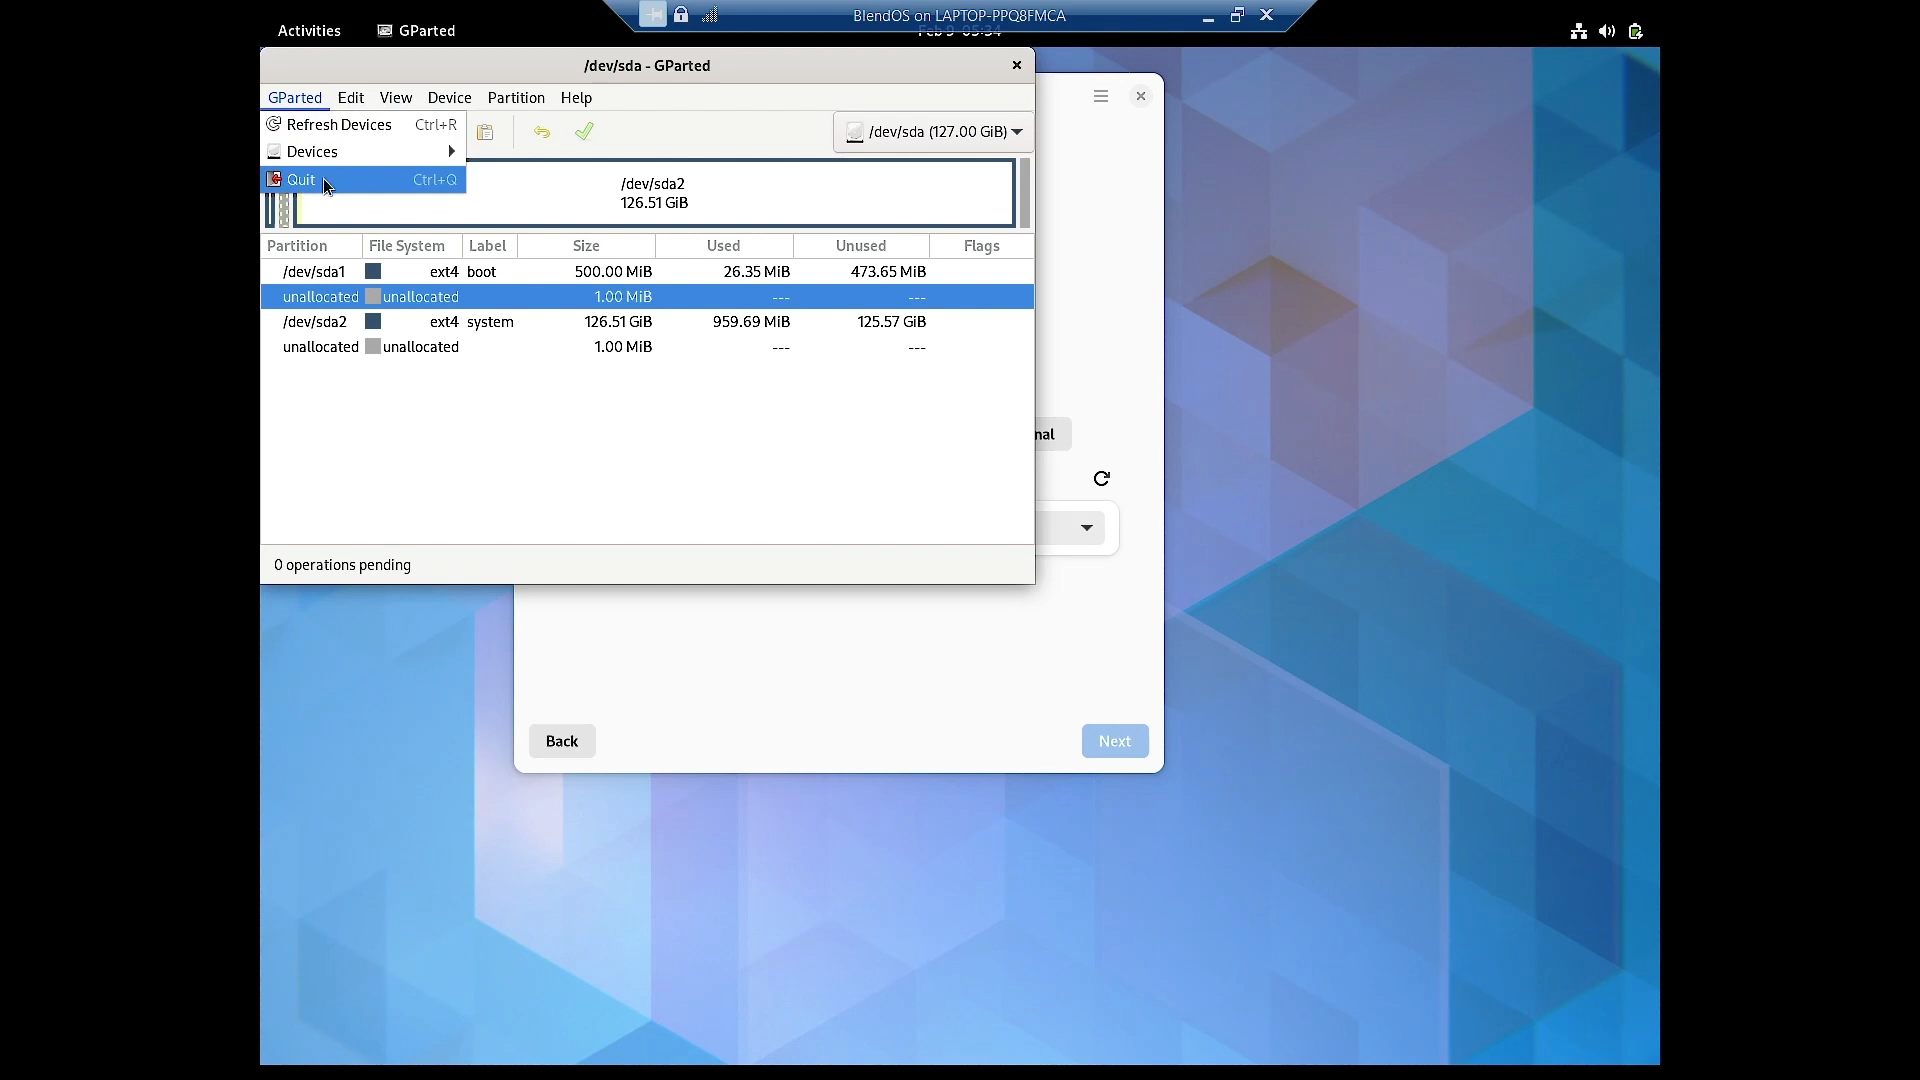 BlendOS on LAPTOP-PPQ8FMCA
Activities GParted Feb 9 05:34
/dev/sda - GParted
GParted Edit View Device Partition Help
Refresh Devices Ctrl+R
Devices
Quit Ctrl+Q
/dev/sda (127.00 GiB)
/dev/sda2
126.51 GiB
Partition File System Label Size Used Unused Flags
/dev/sda1 ext4 boot 500.00 MiB 26.35 MiB 473.65 MiB
unallocated unallocated 1.00 MiB --- ---
/dev/sda2 ext4 system 126.51 GiB 959.69 MiB 125.57 GiB
unallocated unallocated 1.00 MiB --- ---
nal
0 operations pending
Back Next